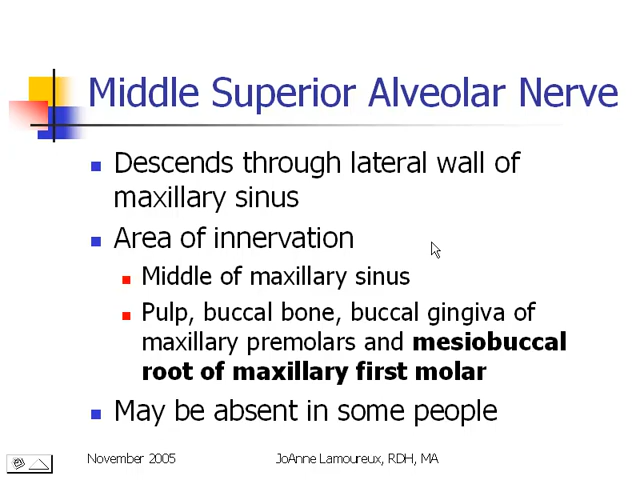 Middle Superior Alveolar Nerve
Descends through lateral wall of
maxillary sinus
Area of innervation
Middle of maxillary sinus
Pulp, buccal bone, buccal gingiva of
maxillary premolars and mesiobuccal
root of maxillary first molar
May be absent in some people
November 2005
JoAnne Lamoureux, RDH, MA